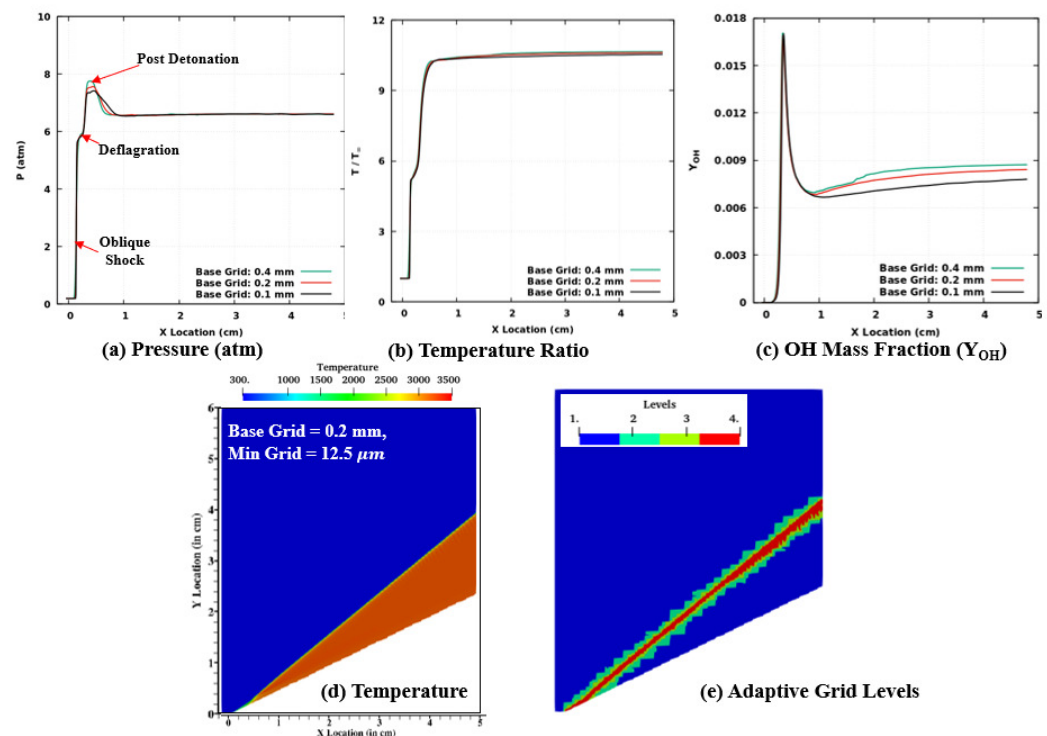 10
8
6
4
2
0
P (atm)
Post Detonation
Deflagration
Oblique
Shock
Base Grid: 0.4 mm
Base Grid: 0.2 mm
Base Grid: 0.1 mm
0 1 2 3 4 5
X Location (cm)
(a) Pressure (atm)
12
9
6
3
0
T / T∞
Base Grid: 0.4 mm
Base Grid: 0.2 mm
Base Grid: 0.1 mm
0 1 2 3 4 5
X Location (cm)
(b) Temperature Ratio
0.018
0.015
0.012
0.009
0.006
0.003
0
Y_OH
Base Grid: 0.4 mm
Base Grid: 0.2 mm
Base Grid: 0.1 mm
0 1 2 3 4 5
X Location (cm)
(c) OH Mass Fraction (Y_OH)
Temperature
300. 1000 1500 2000 2500 3500
6
5
4
3
2
1
0
Y Location (in cm)
Base Grid = 0.2 mm,
Min Grid = 12.5 μm
(d) Temperature
0 1 2 3 4 5
X Location (in cm)
Levels
1. 2 3 4.
(e) Adaptive Grid Levels